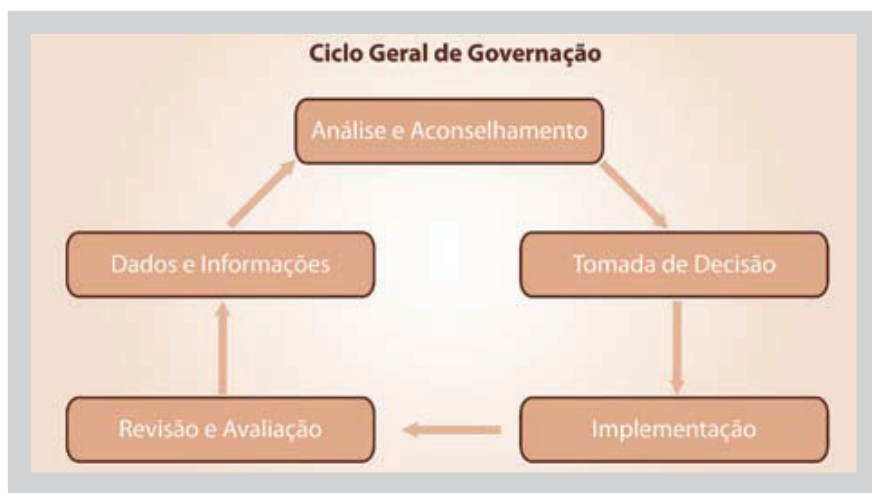 Ciclo Geral de Governação
Análise e Aconselhamento
Dados e Informações
Tomada de Decisão
Revisão e Avaliação
Implementação